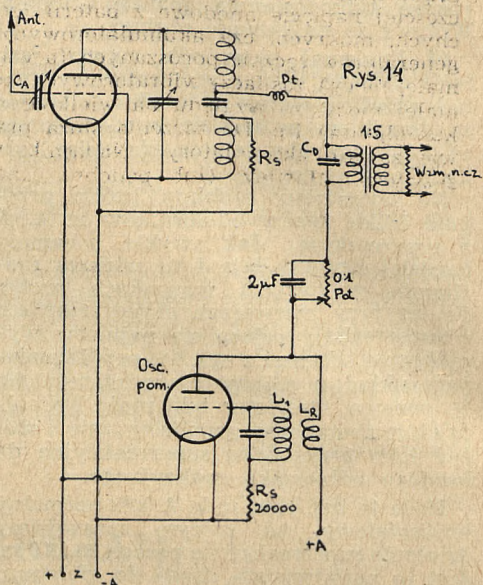 Ant.
Rys. 14
Dt.
CA
1:5
CD
RS
Wzm. n. cz.
2μF
0.1
Pot
Osc.
pom.
L1
LR
RS
20000
+A
+ Z -
-A